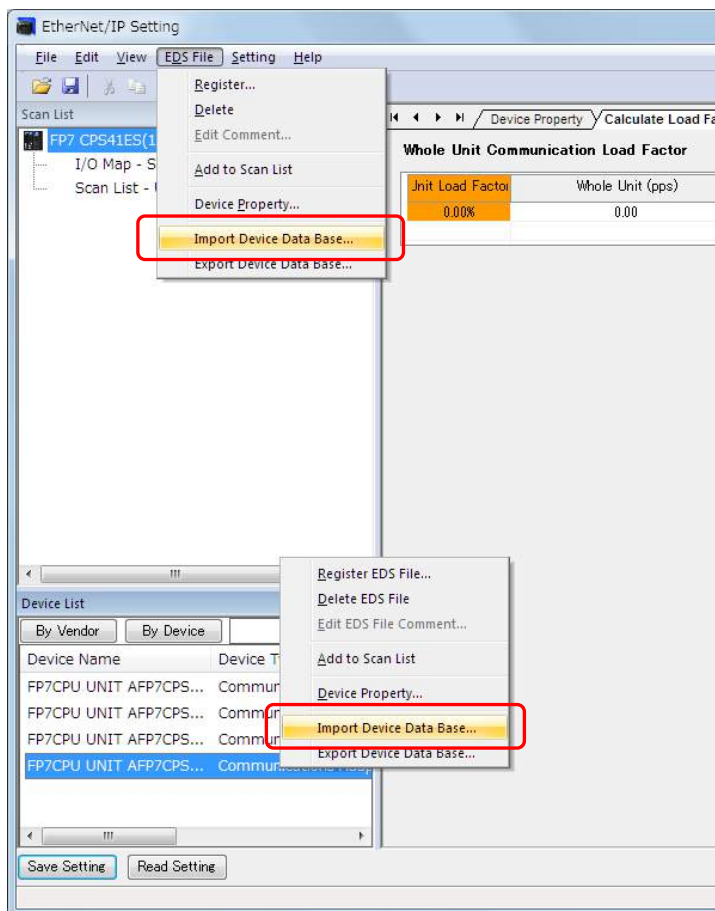 EtherNet/IP Setting
File Edit View EDS File Setting Help
Register...
Delete
Edit Comment...
Add to Scan List
Device Property...
Import Device Data Base...
Export Device Data Base...
Scan List
FP7 CPS41ES(1
I/O Map - S
Scan List -
Device Property Calculate Load Fa
Whole Unit Communication Load Factor
Unit Load Factor Whole Unit (pps)
0.00% 0.00
Device List
By Vendor By Device
Device Name Device T
FP7CPU UNIT AFP7CPS... Commun
FP7CPU UNIT AFP7CPS... Commun
FP7CPU UNIT AFP7CPS... Commun
FP7CPU UNIT AFP7CPS... Communications Adap
Register EDS File...
Delete EDS File
Edit EDS File Comment...
Add to Scan List
Device Property...
Import Device Data Base...
Export Device Data Base...
Save Setting Read Setting